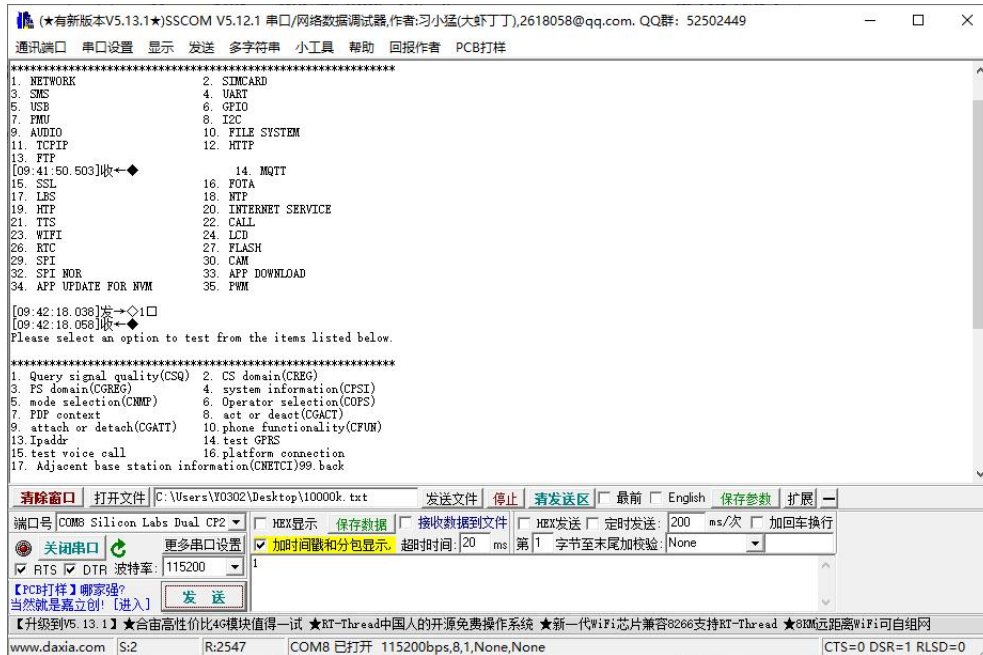 (★有新版本V5.13.1★)SSCOM V5.12.1 串口/网络数据调试器,作者:习小猛(大虾丁丁),2618058@qq.com. QQ群: 52502449
通讯端口 串口设置 显示 发送 多字符串 小工具 帮助 回报作者 PCB打样
************************************************************
1. NETWORK 2. SIMCARD
3. SMS 4. UART
5. USB 6. GPIO
7. PMU 8. I2C
9. AUDIO 10. FILE SYSTEM
11. TCPIP 12. HTTP
13. FTP
[09:41:50.503]收←◆ 14. MQTT
15. SSL 16. FOTA
17. LBS 18. NTP
19. HTP 20. INTERNET SERVICE
21. TTS 22. CALL
23. WIFI 24. LCD
26. RTC 27. FLASH
29. SPI 30. CAM
32. SPI NOR 33. APP DOWNLOAD
34. APP UPDATE FOR NVM 35. PWM
[09:42:18.038]发→◇1□
[09:42:18.058]收←◆
Please select an option to test from the items listed below.
************************************************************
1. Query signal quality(CSQ) 2. CS domain(CREG)
3. PS domain(CGREG) 4. system information(CPSI)
5. mode selection(CNMP) 6. Operator selection(COPS)
7. PDP context 8. act or deact(CGACT)
9. attach or detach(CGATT) 10.phone functionality(CFUN)
13.Ipaddr 14.test GPRS
15.test voice call 16.platform connection
17. Adjacent base station information(CNETCI)99.back
清除窗口 打开文件 C:\Users\Y0302\Desktop\10000k.txt 发送文件 停止 清发送区 最前 English 保存参数 扩展 —
端口号 COM8 Silicon Labs Dual CP2 HEX显示 保存数据 接收数据到文件 HEX发送 定时发送: 200 ms/次 加回车换行
关闭串口 更多串口设置 加时间戳和分包显示. 超时时间: 20 ms 第 1 字节至末尾加校验: None
RTS DTR 波特率: 115200 1
【PCB打样】哪家强?
当然就是嘉立创! [进入] 发 送
【升级到V5.13.1】★合宙高性价比4G模块值得一试 ★RT-Thread中国人的开源免费操作系统 ★新一代WiFi芯片兼容8266支持RT-Thread ★8KM远距离WiFi可自组网
www.daxia.com S:2 R:2547 COM8 已打开 115200bps,8,1,None,None CTS=0 DSR=1 RLSD=0